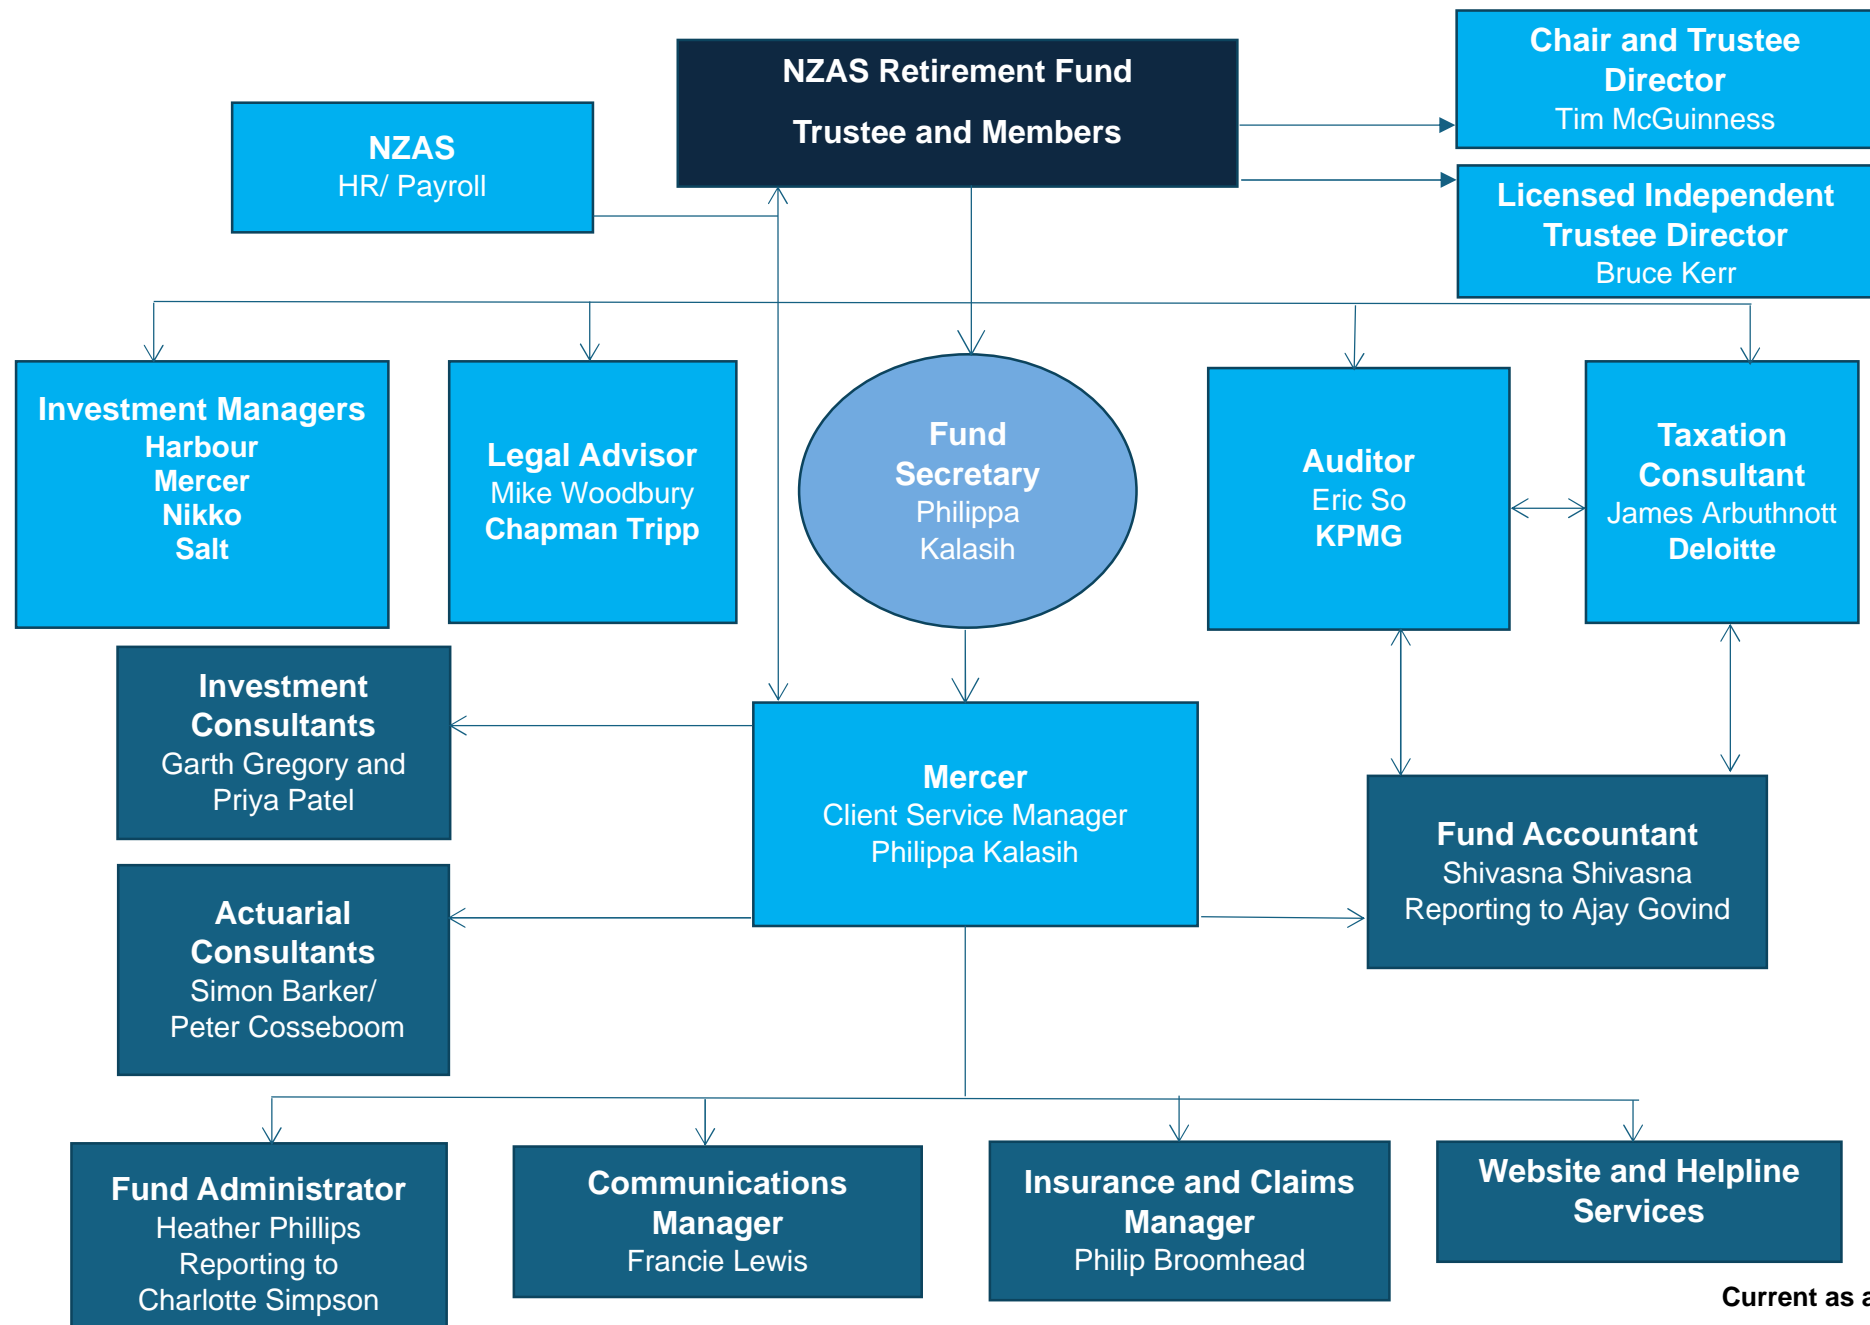 NZAS Retirement Fund
Trustee and Members
Chair and Trustee
Director
Tim McGuinness
NZAS
HR/ Payroll
Licensed Independent
Trustee Director
Bruce Kerr
Investment Managers
Harbour
Mercer
Nikko
Salt
Legal Advisor
Mike Woodbury
Chapman Tripp
Fund
Secretary
Philippa
Kalasih
Auditor
Eric So
KPMG
Taxation
Consultant
James Arbuthnott
Deloitte
Investment
Consultants
Garth Gregory and
Priya Patel
Mercer
Client Service Manager
Philippa Kalasih
Fund Accountant
Shivasna Shivasna
Reporting to Ajay Govind
Actuarial
Consultants
Simon Barker/
Peter Cosseboom
Fund Administrator
Heather Phillips
Reporting to
Charlotte Simpson
Communications
Manager
Francie Lewis
Insurance and Claims
Manager
Philip Broomhead
Website and Helpline
Services
Current as